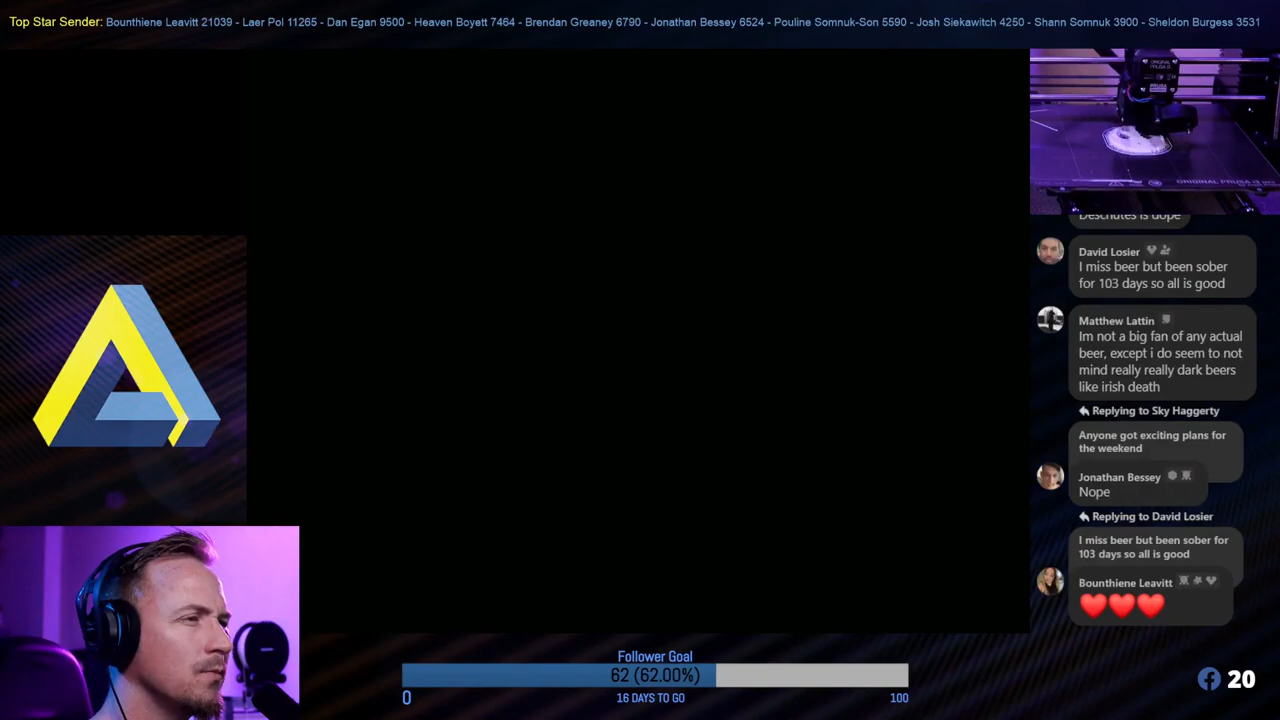 Top Star Sender: Bounthiene Leavitt 21039 - Laer Pol 11265 - Dan Egan 9500 - Heaven Boyett 7464 - Brendan Greaney 6790 - Jonathan Bessey 6524 - Pouline Somnuk-Son 5590 - Josh Siekawitch 4250 - Shann Somnuk 3900 - Sheldon Burgess 3531
ORIGINAL PRUSA
Deschutes is dope
David Losier
I miss beer but been sober
for 103 days so all is good
Matthew Lattin
Im not a big fan of any actual
beer, except i do seem to not
mind really really dark beers
like irish death
Replying to Sky Haggerty
Anyone got exciting plans for
the weekend
Jonathan Bessey
Nope
Replying to David Losier
I miss beer but been sober for
103 days so all is good
Bounthiene Leavitt
Follower Goal
62 (62.00%)
0
16 DAYS TO GO
100
20